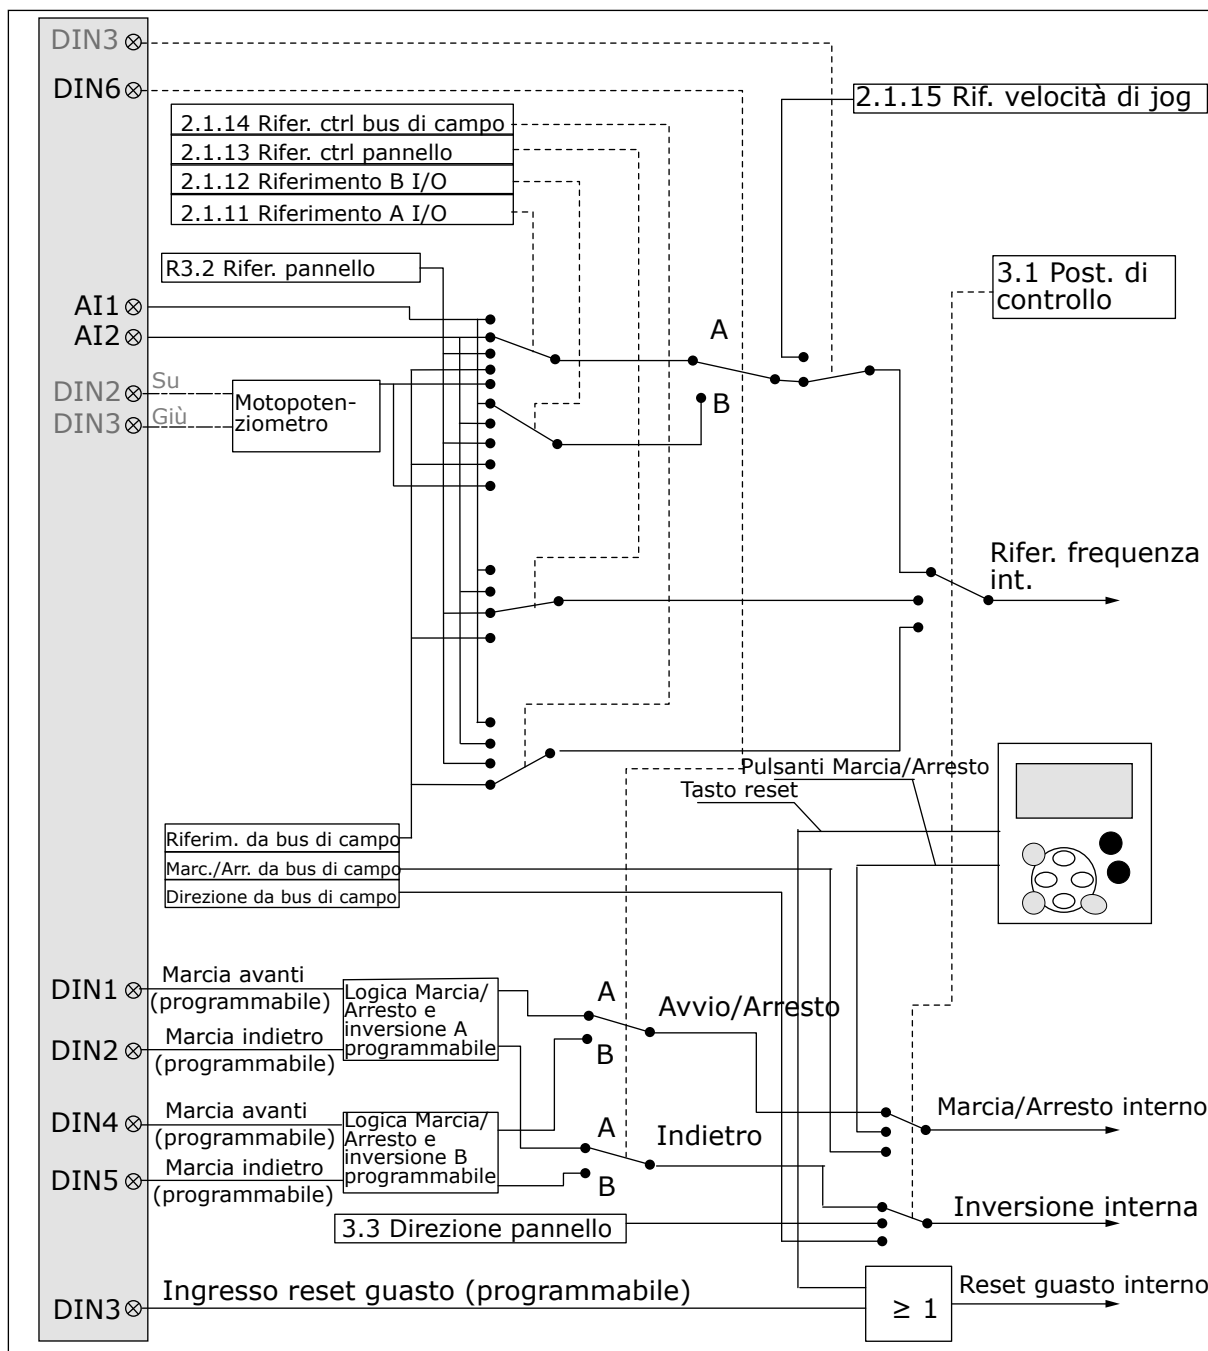 DIN3
DIN6
2.1.15 Rif. velocità di jog
2.1.14 Rifer. ctrl bus di campo
2.1.13 Rifer. ctrl pannello
2.1.12 Riferimento B I/O
2.1.11 Riferimento A I/O
R3.2 Rifer. pannello
3.1 Post. di
controllo
AI1
AI2
A
DIN2
Su
DIN3
Giù
Motopoten-
ziometro
B
Rifer. frequenza
int.
Pulsanti Marcia/Arresto
Tasto reset
Riferim. da bus di campo
Marc./Arr. da bus di campo
Direzione da bus di campo
DIN1
Marcia avanti
(programmabile)
DIN2
Marcia indietro
(programmabile)
Logica Marcia/
Arresto e
inversione A
programmabile
A
B
Avvio/Arresto
DIN4
Marcia avanti
(programmabile)
DIN5
Marcia indietro
(programmabile)
Logica Marcia/
Arresto e
inversione B
programmabile
A
B
Indietro
Marcia/Arresto interno
3.3 Direzione pannello
Inversione interna
DIN3
Ingresso reset guasto (programmabile)
≥ 1
Reset guasto interno